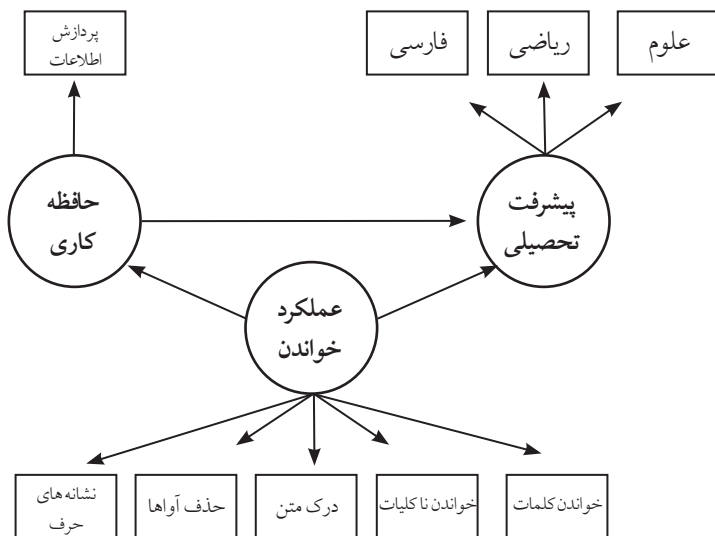 علوم
ریاضی
فارسی
پردازش
اطلاعات
پیشرفت
تحصیلی
حافظه
کاری
عملکرد
خواندن
خواندن کلمات
خواندن نا کلیات
درک متن
حذف آواها
نشانه‌های
حرف